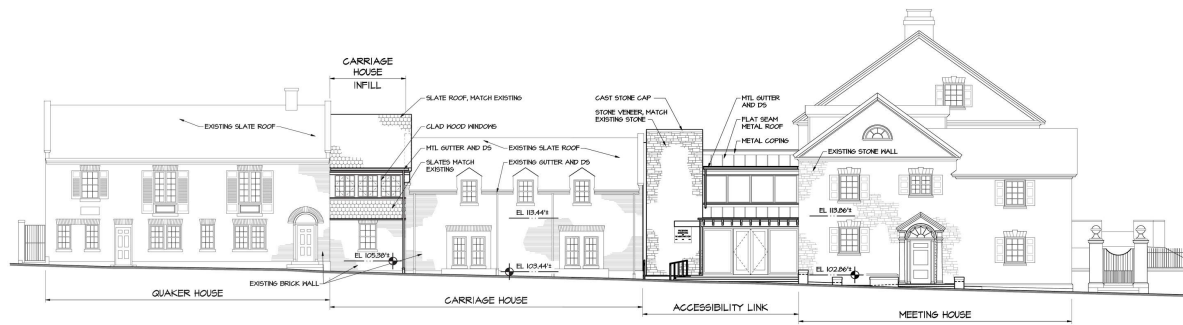 CARRIAGE
HOUSE
INFILL
SLATE ROOF, MATCH EXISTING
EXISTING SLATE ROOF
CLAD WOOD WINDOWS
MTL GUTTER AND DS
SLATES MATCH
EXISTING
EXISTING SLATE ROOF
EXISTING GUTTER AND DS
CAST STONE CAP
STONE VENEER, MATCH
EXISTING STONE
MTL GUTTER
AND DS
FLAT SEAM
METAL ROOF
METAL COPING
EXISTING STONE WALL
EL 113.44'±
EL 113.86'±
EL 105.38'±
EL 103.44'±
EL 102.86'±
EXISTING BRICK WALL
QUAKER HOUSE
CARRIAGE HOUSE
ACCESSIBILITY LINK
MEETING HOUSE